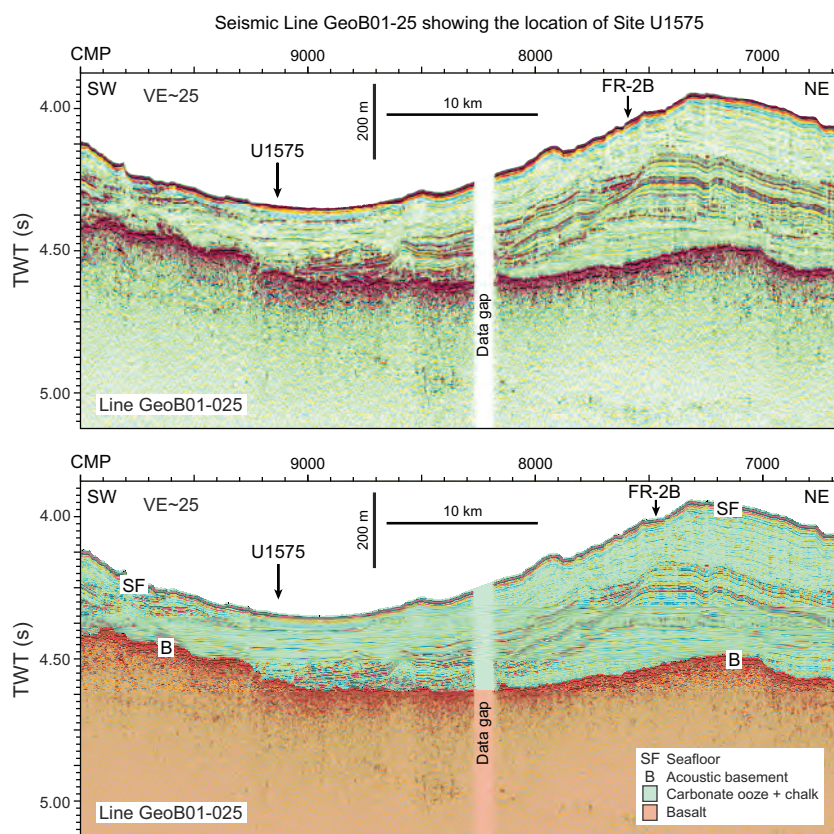 Seismic Line GeoB01-25 showing the location of Site U1575
CMP 9000 8000 7000
SW VE~25 FR-2B NE
4.00
200 m
10 km
U1575
TWT (s)
4.50
Data gap
5.00
Line GeoB01-025
CMP 9000 8000 7000
SW VE~25 FR-2B NE
SF
4.00
200 m
10 km
U1575
SF
TWT (s)
B
4.50
B
Data gap
SF Seafloor
B Acoustic basement
Carbonate ooze + chalk
5.00
Line GeoB01-025
Basalt